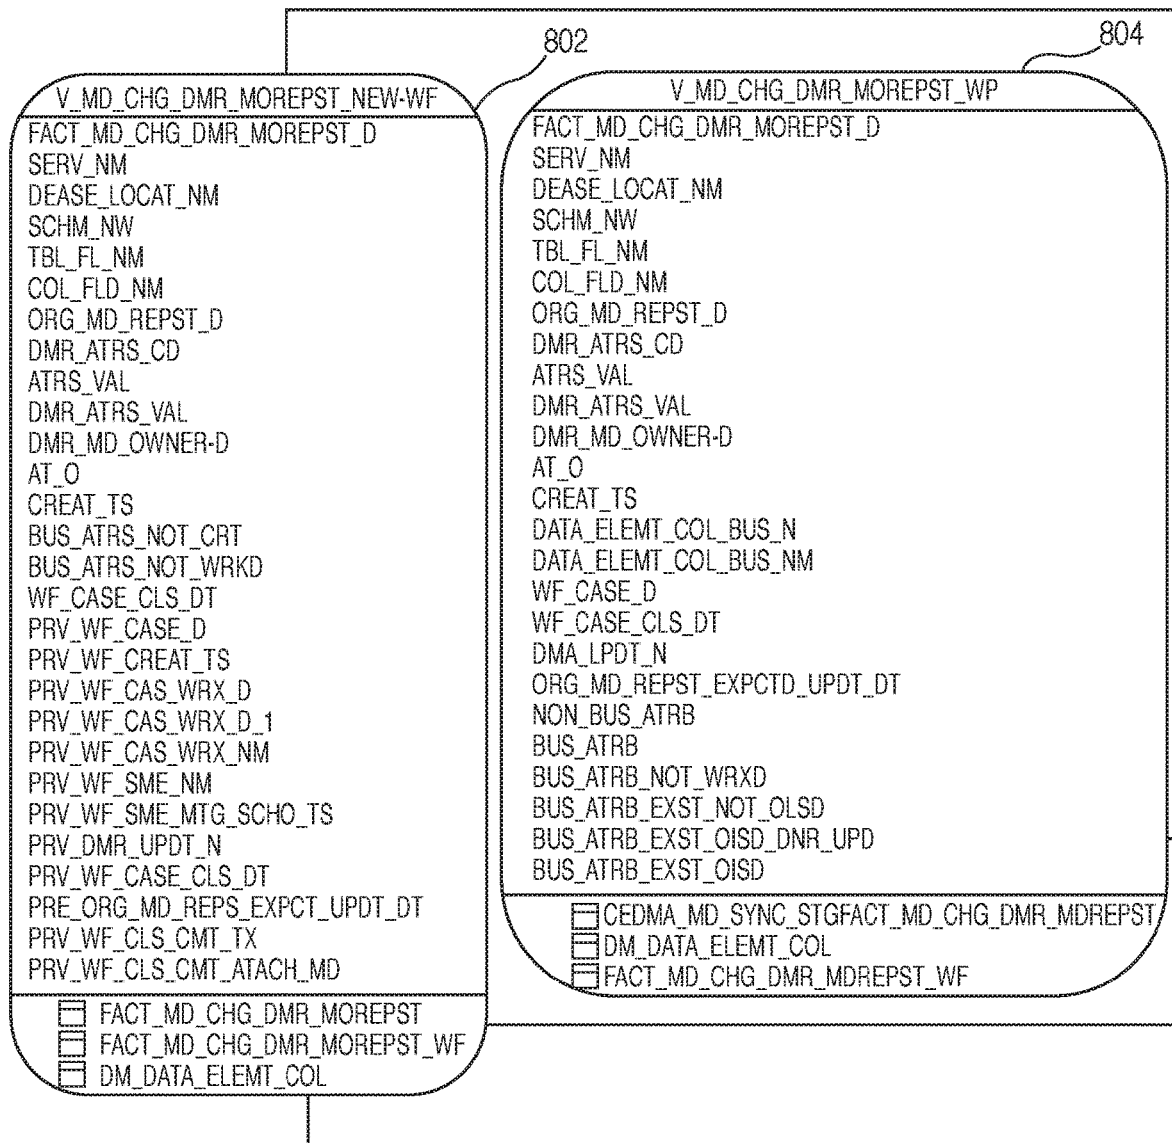 802
V_MD_CHG_DMR_MOREPST_NEW-WF
FACT_MD_CHG_DMR_MOREPST_D
SERV_NM
DEASE_LOCAT_NM
SCHM_NW
TBL_FL_NM
COL_FLD_NM
ORG_MD_REPST_D
DMR_ATRS_CD
ATRS_VAL
DMR_ATRS_VAL
DMR_MD_OWNER-D
AT_O
CREAT_TS
BUS_ATRS_NOT_CRT
BUS_ATRS_NOT_WRKD
WF_CASE_CLS_DT
PRV_WF_CASE_D
PRV_WF_CREAT_TS
PRV_WF_CAS_WRX_D
PRV_WF_CAS_WRX_D_1
PRV_WF_CAS_WRX_NM
PRV_WF_SME_NM
PRV_WF_SME_MTG_SCHO_TS
PRV_DMR_UPDT_N
PRV_WF_CASE_CLS_DT
PRE_ORG_MD_REPS_EXPCT_UPDT_DT
PRV_WF_CLS_CMT_TX
PRV_WF_CLS_CMT_ATACH_MD
FACT_MD_CHG_DMR_MOREPST
FACT_MD_CHG_DMR_MOREPST_WF
DM_DATA_ELEMT_COL
804
V_MD_CHG_DMR_MOREPST_WP
FACT_MD_CHG_DMR_MOREPST_D
SERV_NM
DEASE_LOCAT_NM
SCHM_NW
TBL_FL_NM
COL_FLD_NM
ORG_MD_REPST_D
DMR_ATRS_CD
ATRS_VAL
DMR_ATRS_VAL
DMR_MD_OWNER-D
AT_O
CREAT_TS
DATA_ELEMT_COL_BUS_N
DATA_ELEMT_COL_BUS_NM
WF_CASE_D
WF_CASE_CLS_DT
DMA_LPDT_N
ORG_MD_REPST_EXPCTD_UPDT_DT
NON_BUS_ATRB
BUS_ATRB
BUS_ATRB_NOT_WRXD
BUS_ATRB_EXST_NOT_OLSD
BUS_ATRB_EXST_OISD_DNR_UPD
BUS_ATRB_EXST_OISD
CEDMA_MD_SYNC_STGFACT_MD_CHG_DMR_MDREPST
DM_DATA_ELEMT_COL
FACT_MD_CHG_DMR_MDREPST_WF